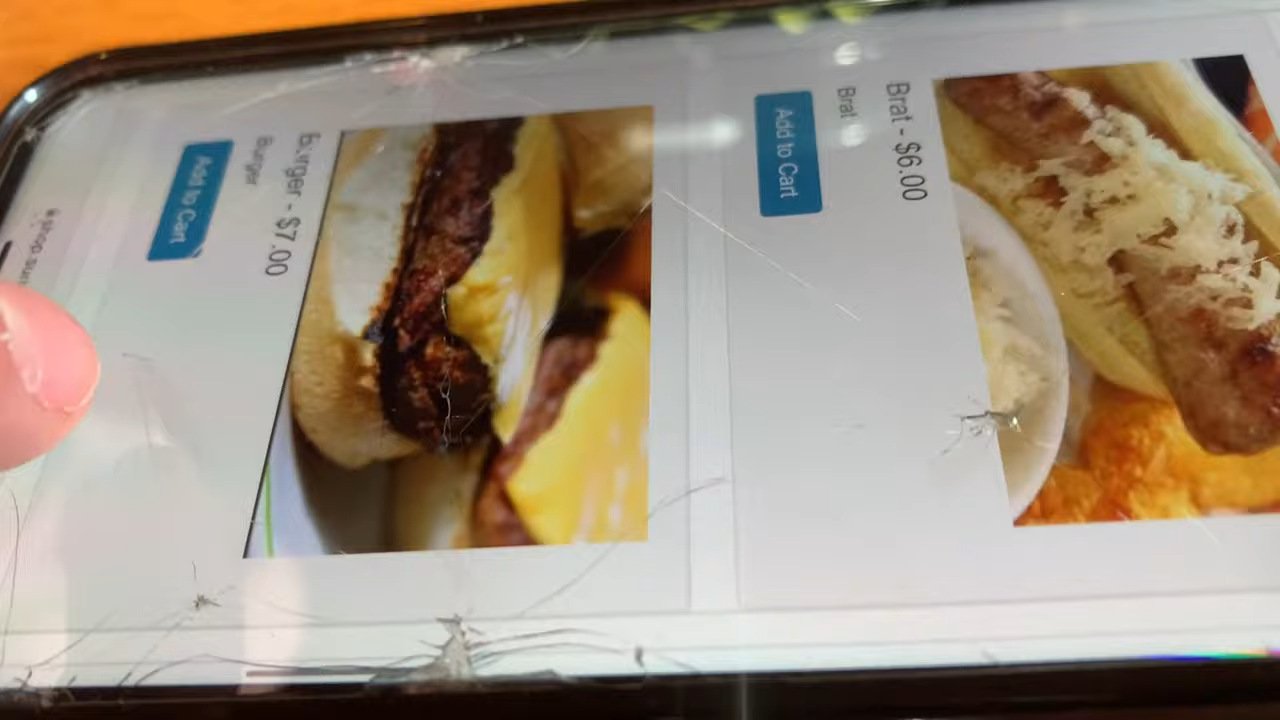 Brat - $6.00
Brat
Add to Cart
Burger - $7.00
Burger
Add to Cart